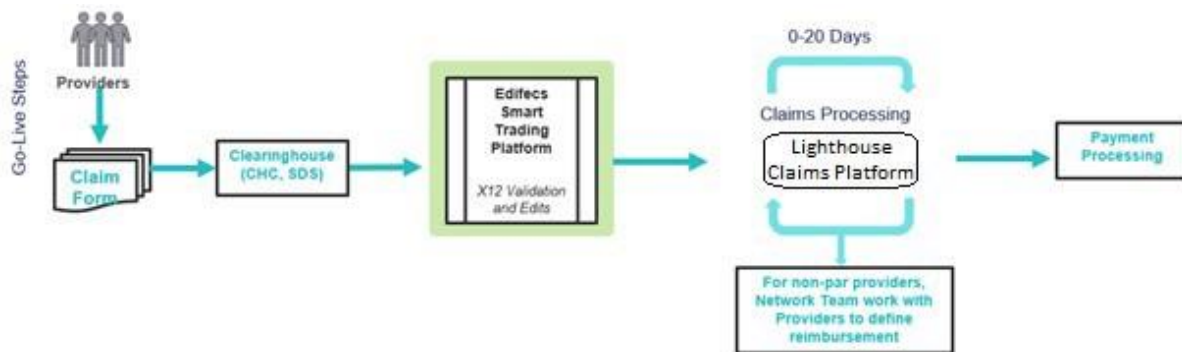 Go-Live Steps
Providers
Claim
Form
Clearinghouse
(CHC, SDS)
Edifecs
Smart
Trading
Platform
X12 Validation
and Edits
0-20 Days
Claims Processing
Lighthouse
Claims Platform
For non-par providers,
Network Team work with
Providers to define
reimbursement
Payment
Processing